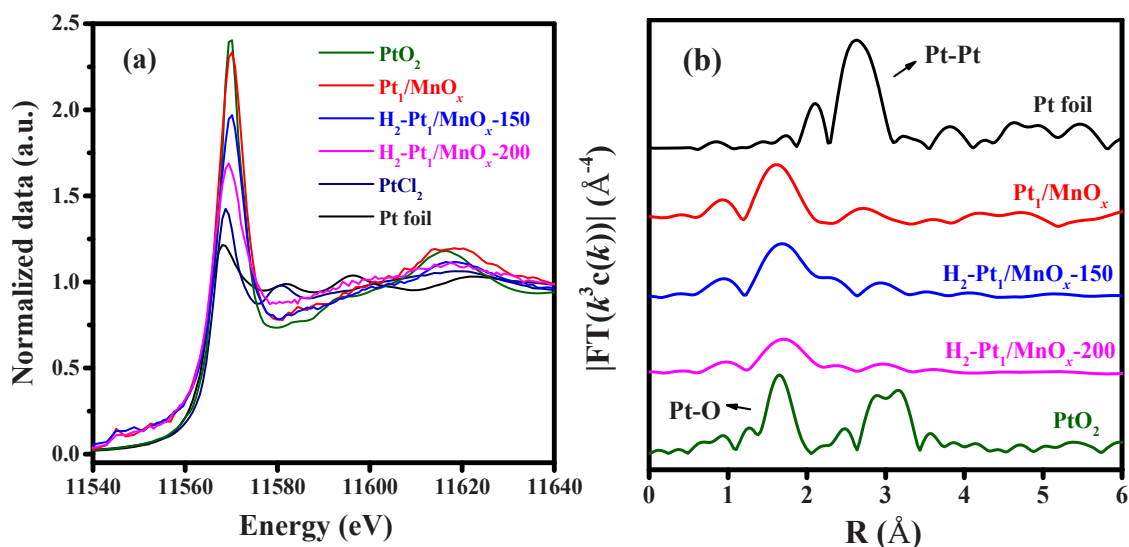 (a)
PtO₂
Pt₁/MnOₓ
H₂-Pt₁/MnOₓ-150
H₂-Pt₁/MnOₓ-200
PtCl₂
Pt foil
Normalized data (a.u.)
2.5
2.0
1.5
1.0
0.5
0.0
11540 11560 11580 11600 11620 11640
Energy (eV)
(b)
Pt-Pt
Pt foil
Pt₁/MnOₓ
H₂-Pt₁/MnOₓ-150
H₂-Pt₁/MnOₓ-200
Pt-O
PtO₂
|FT(k³ c(k))| (Å⁻⁴)
0 1 2 3 4 5 6
R (Å)